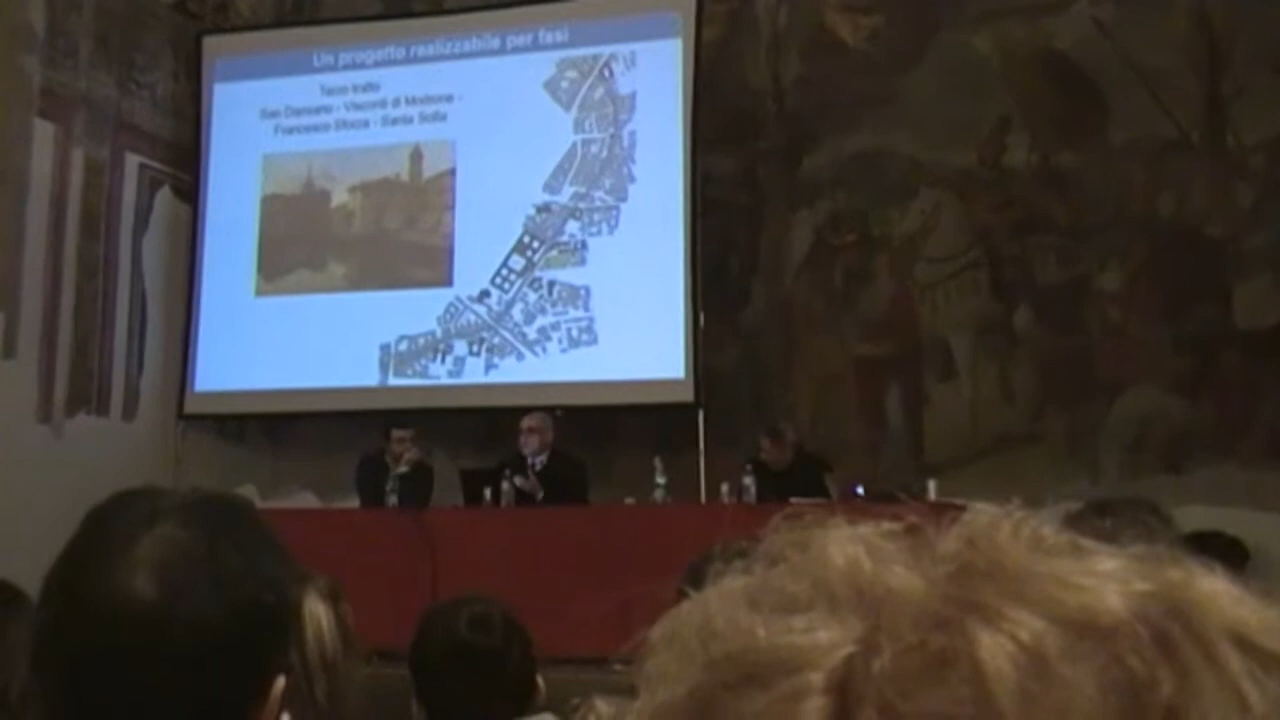 Un progetto realizzabile per fasi
Terzo tratto
San Damiano - Visconti di Modrone -
Francesco Sforza - Santa Sofia